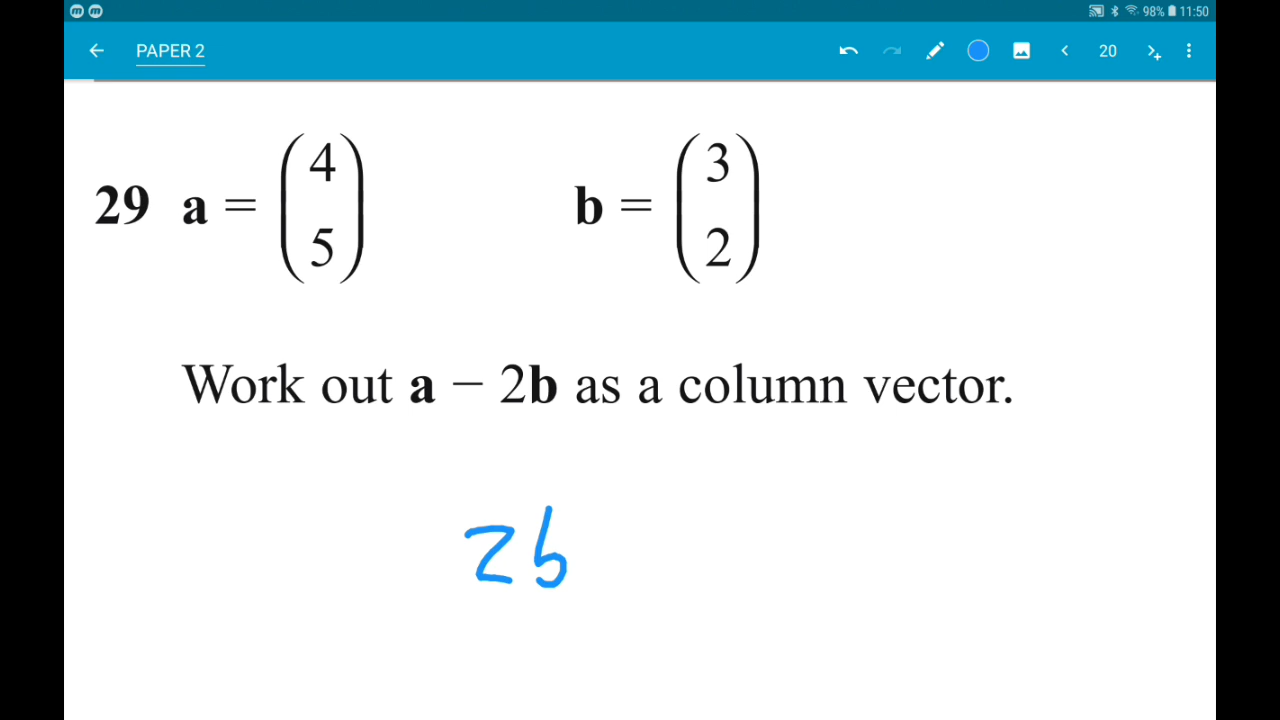 98% 11:50
PAPER 2
20
29 a = (4 5) b = (3 2)
Work out a − 2b as a column vector.
2b